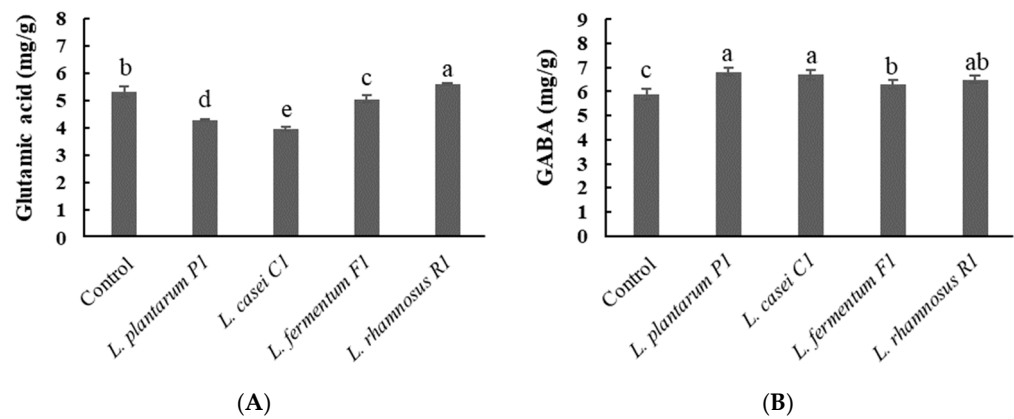 Glutamic acid (mg/g)
8
7
6
5
4
3
2
1
0
b
d
e
c
a
Control
L. plantarum P1
L. casei C1
L. fermentum F1
L. rhamnosus R1
(A)
GABA (mg/g)
9
8
7
6
5
4
3
2
1
0
c
a
a
b
ab
Control
L. plantarum P1
L. casei C1
L. fermentum F1
L. rhamnosus R1
(B)